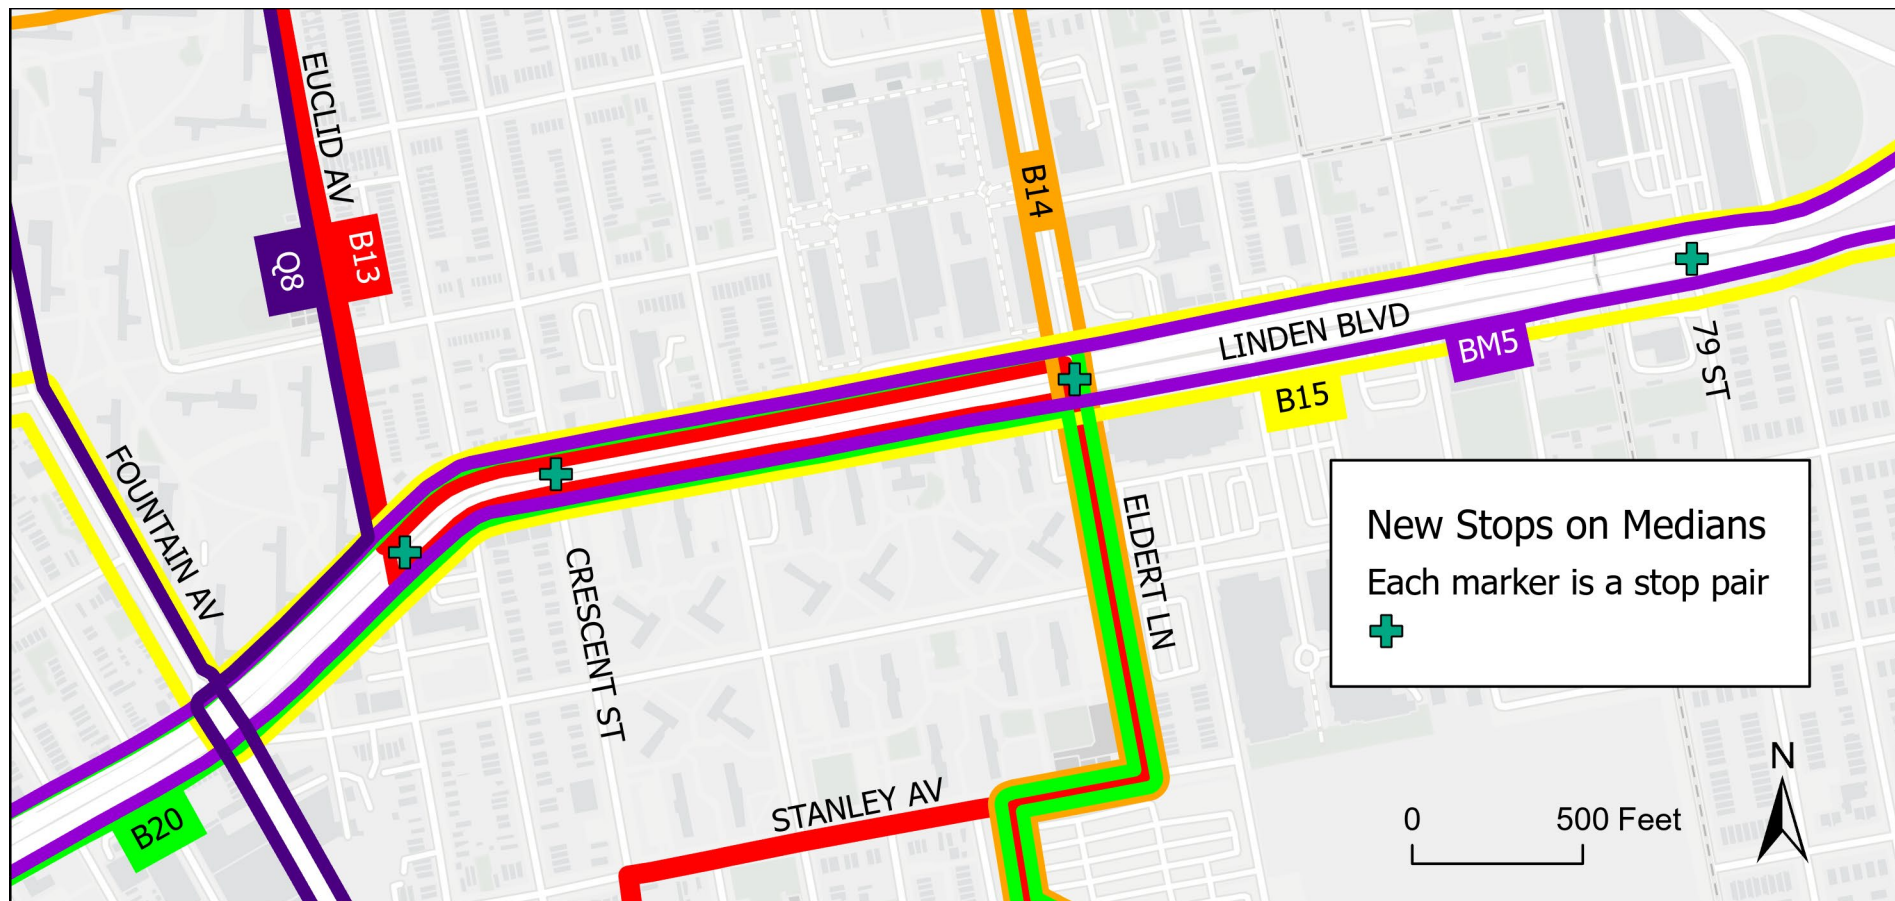 EUCLID AV
B13
Q8
B14
LINDEN BLVD
BM5
B15
79 ST
FOUNTAIN AV
CRESCENT ST
ELDERT LN
STANLEY AV
B20
New Stops on Medians
Each marker is a stop pair
0 500 Feet
N